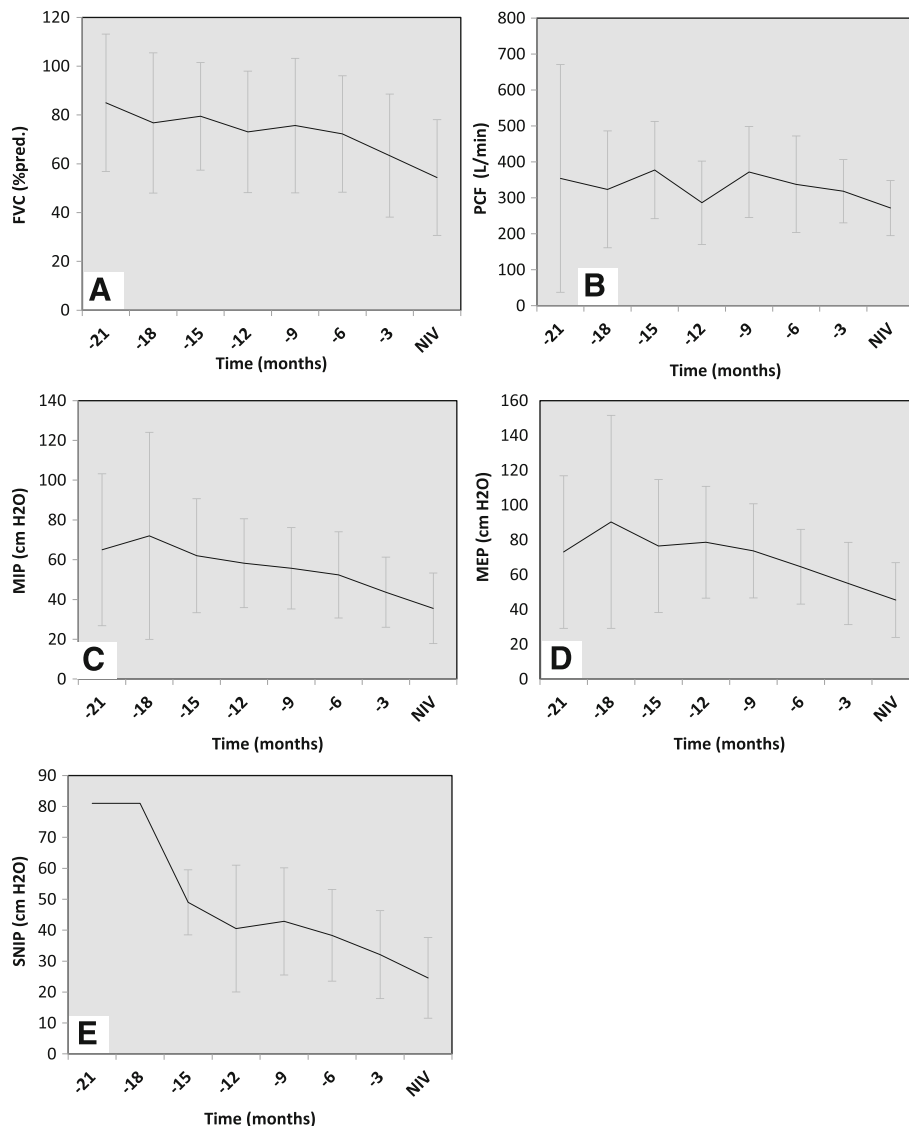 120
100
80
60
40
20
0
FVC (%pred.)
A
-21 -18 -15 -12 -9 -6 -3 NIV
Time (months)
800
700
600
500
400
300
200
100
0
PCF (L/min)
B
-21 -18 -15 -12 -9 -6 -3 NIV
Time (months)
140
120
100
80
60
40
20
0
MIP (cm H2O)
C
-21 -18 -15 -12 -9 -6 -3 NIV
Time (months)
160
140
120
100
80
60
40
20
0
MEP (cm H2O)
D
-21 -18 -15 -12 -9 -6 -3 NIV
Time (months)
90
80
70
60
50
40
30
20
10
0
SNIP (cm H2O)
E
-21 -18 -15 -12 -9 -6 -3 NIV
Time (months)